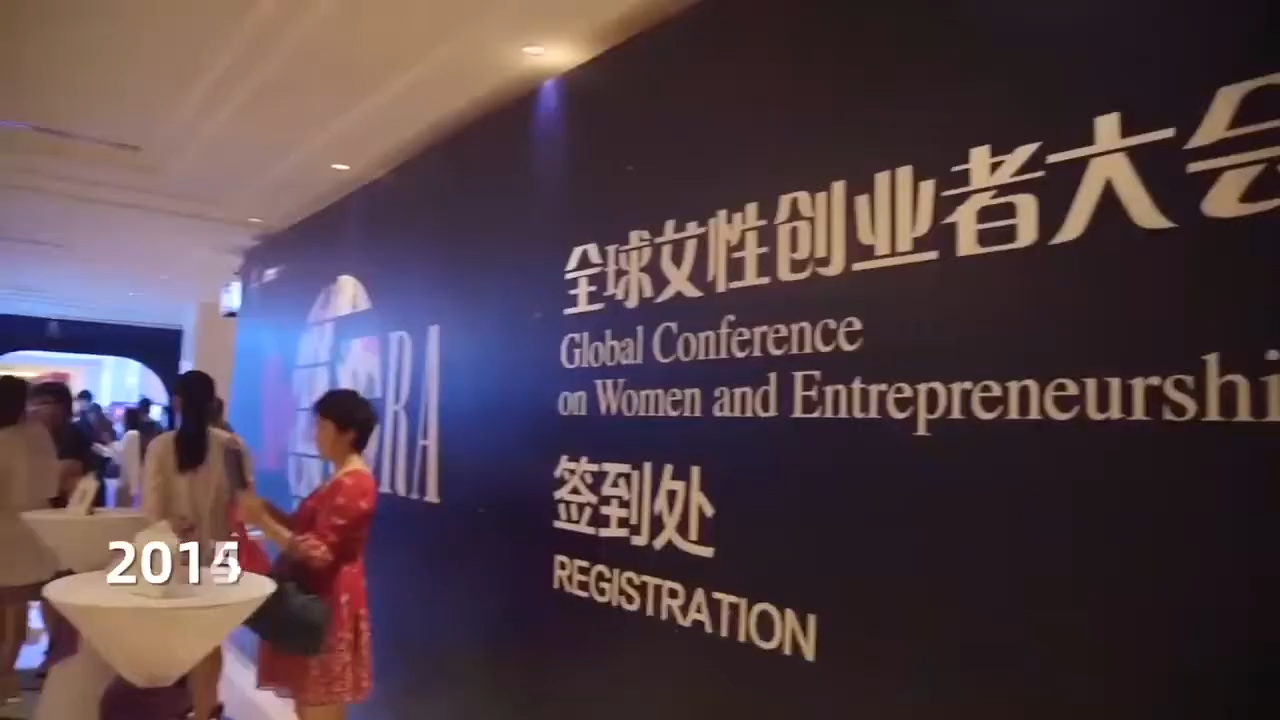 全球女性创业者大会
Global Conference
on Women and Entrepreneurshi
签到处
REGISTRATION